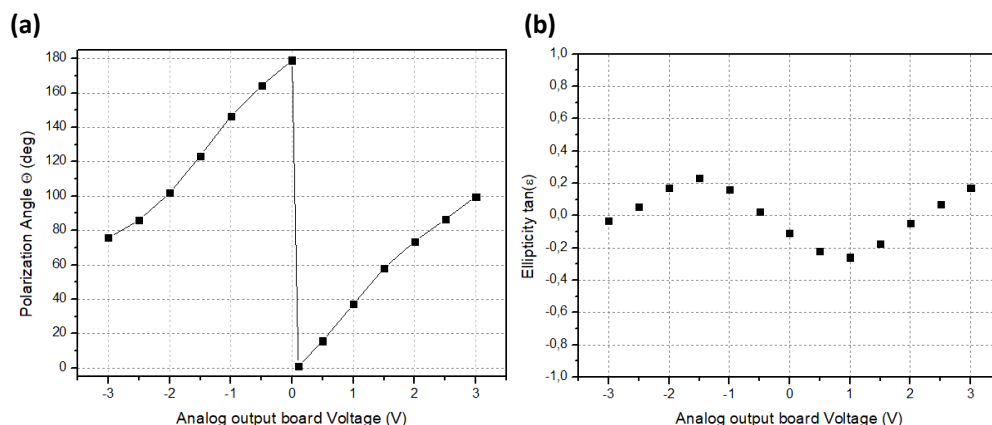 (a)
180
160
140
120
100
80
60
40
20
0
Polarization Angle Θ (deg)
-3 -2 -1 0 1 2 3
Analog output board Voltage (V)
(b)
1,0
0,8
0,6
0,4
0,2
0,0
-0,2
-0,4
-0,6
-0,8
-1,0
Ellipticity tan(ε)
-3 -2 -1 0 1 2 3
Analog output board Voltage (V)